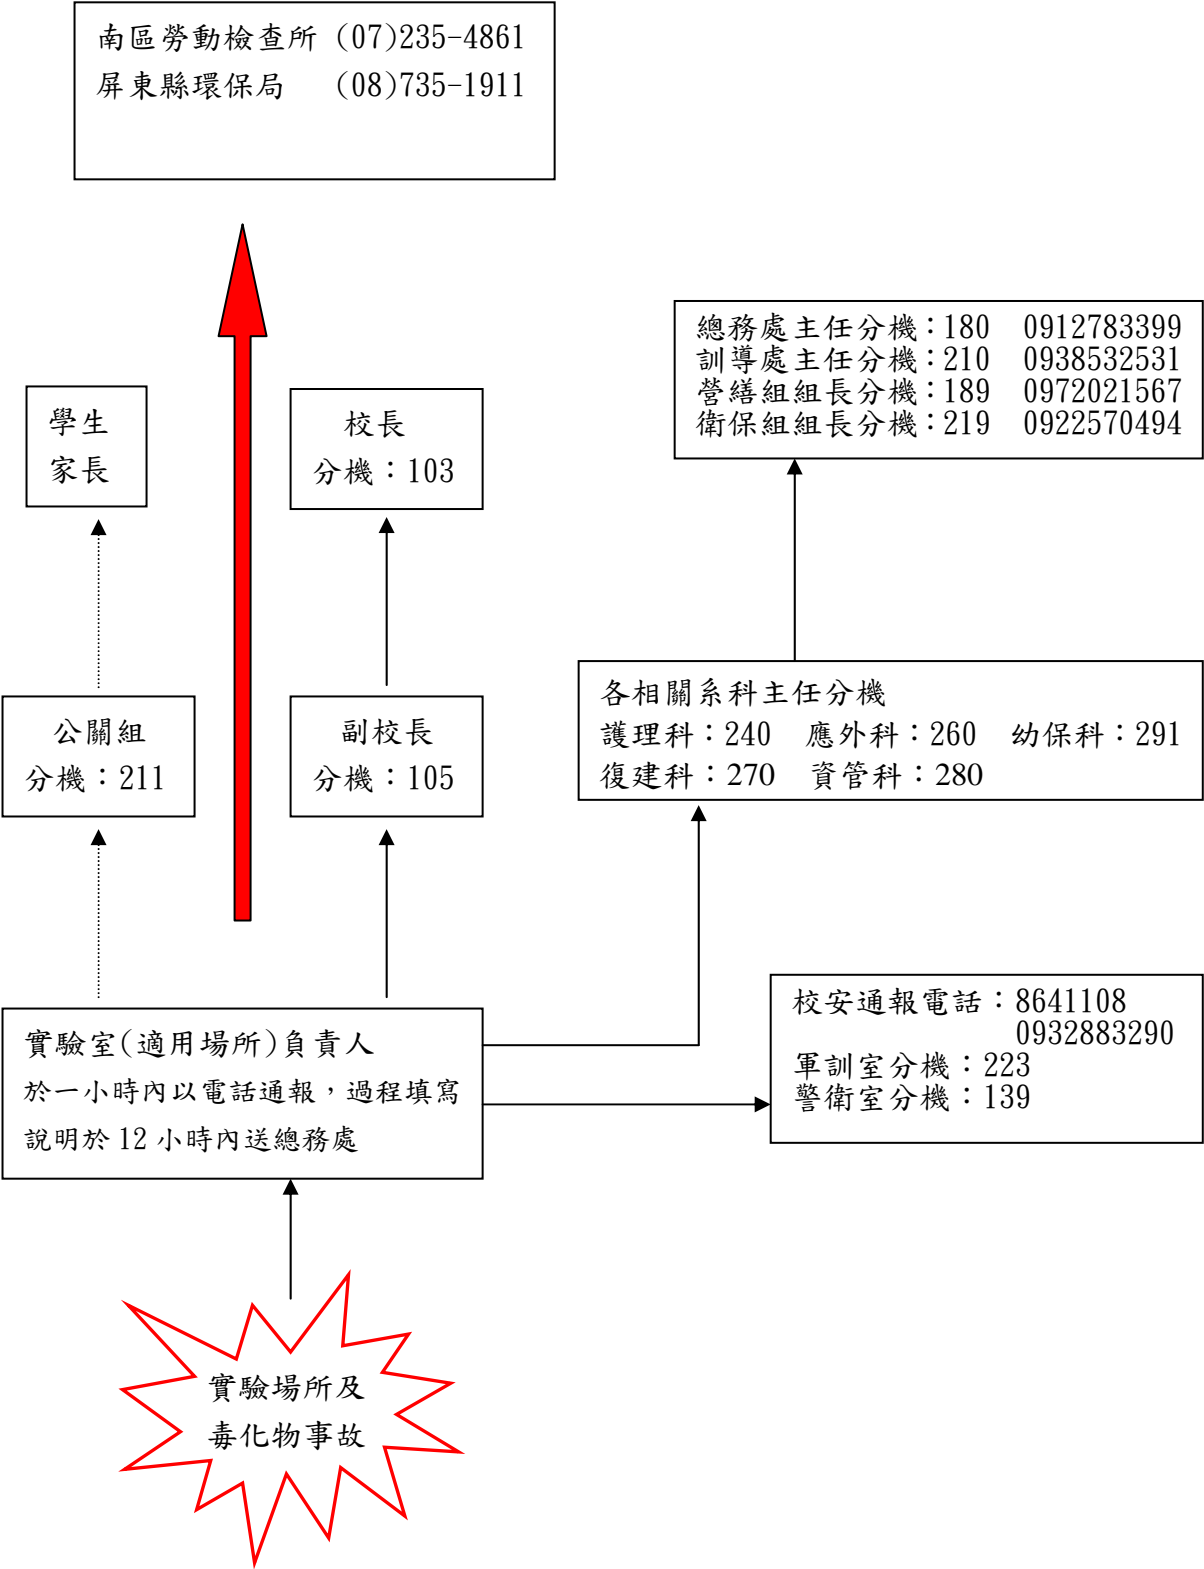 南區勞動檢查所 (07)235-4861
屏東縣環保局 (08)735-1911
總務處主任分機：180 0912783399
訓導處主任分機：210 0938532531
營繕組組長分機：189 0972021567
衛保組組長分機：219 0922570494
學生
家長
校長
分機：103
公關組
分機：211
副校長
分機：105
各相關系科主任分機
護理科：240 應外科：260 幼保科：291
復建科：270 資管科：280
實驗室(適用場所)負責人
於一小時內以電話通報，過程填寫
說明於 12 小時內送總務處
校安通報電話：8641108
0932883290
軍訓室分機：223
警衛室分機：139
實驗場所及
毒化物事故